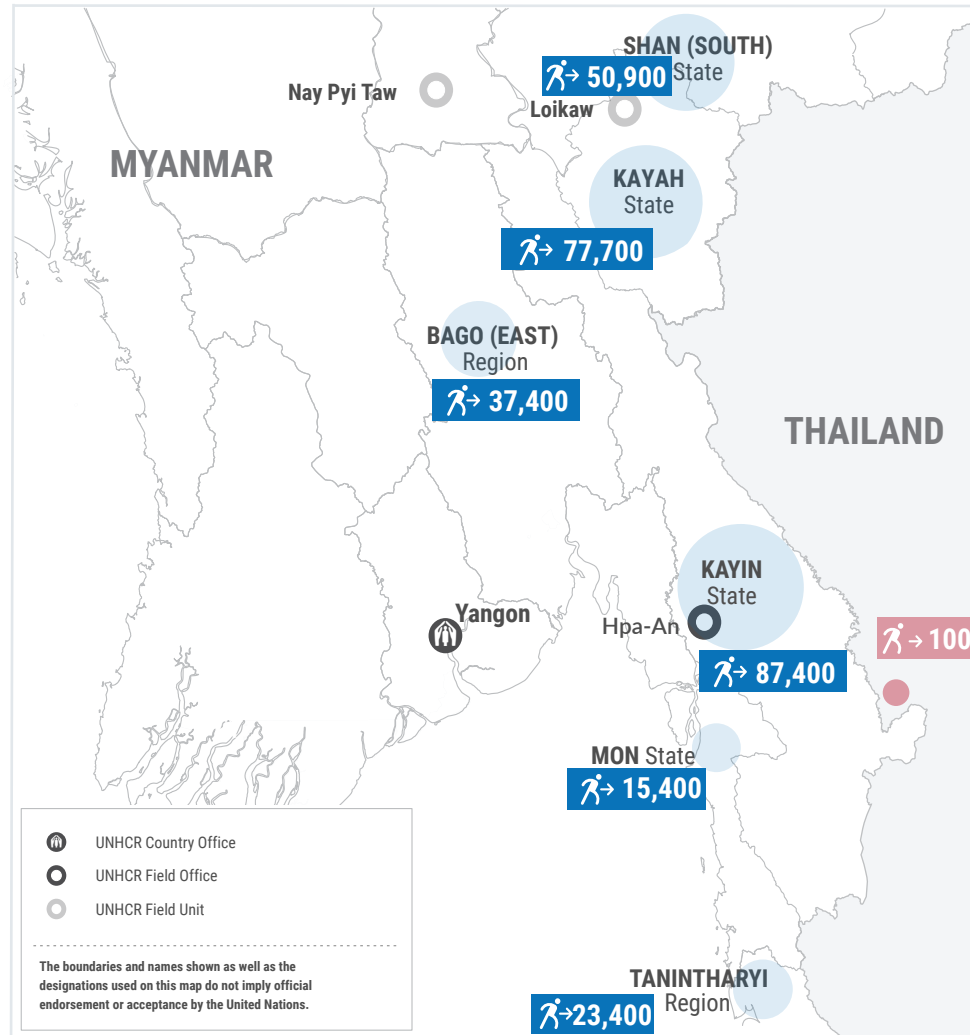 SHAN (SOUTH)
State
50,900
Nay Pyi Taw
Loikaw
MYANMAR
KAYAH
State
77,700
BAGO (EAST)
Region
37,400
THAILAND
KAYIN
State
Yangon
Hpa-An
100
87,400
MON State
15,400
UNHCR Country Office
UNHCR Field Office
UNHCR Field Unit
The boundaries and names shown as well as the
designations used on this map do not imply official
endorsement or acceptance by the United Nations.
TANINTHARYI
Region
23,400